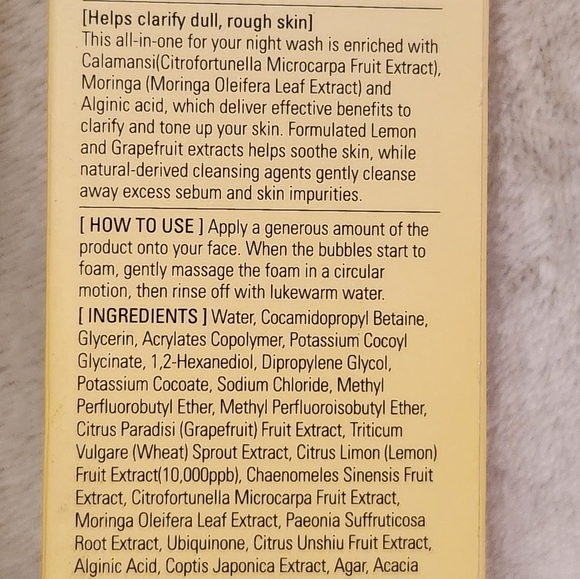 [Helps clarify dull, rough skin]
This all-in-one for your night wash is enriched with
Calamansi(Citrofortunella Microcarpa Fruit Extract),
Moringa (Moringa Oleifera Leaf Extract) and
Alginic acid, which deliver effective benefits to
clarify and tone up your skin. Formulated Lemon
and Grapefruit extracts helps soothe skin, while
natural-derived cleansing agents gently cleanse
away excess sebum and skin impurities.
[ HOW TO USE ] Apply a generous amount of the
product onto your face. When the bubbles start to
foam, gently massage the foam in a circular
motion, then rinse off with lukewarm water.
[ INGREDIENTS ] Water, Cocamidopropyl Betaine,
Glycerin, Acrylates Copolymer, Potassium Cocoyl
Glycinate, 1,2-Hexanediol, Dipropylene Glycol,
Potassium Cocoate, Sodium Chloride, Methyl
Perfluorobutyl Ether, Methyl Perfluoroisobutyl Ether,
Citrus Paradisi (Grapefruit) Fruit Extract, Triticum
Vulgare (Wheat) Sprout Extract, Citrus Limon (Lemon)
Fruit Extract(10,000ppb), Chaenomeles Sinensis Fruit
Extract, Citrofortunella Microcarpa Fruit Extract,
Moringa Oleifera Leaf Extract, Paeonia Suffruticosa
Root Extract, Ubiquinone, Citrus Unshiu Fruit Extract,
Alginic Acid, Coptis Japonica Extract, Agar, Acacia